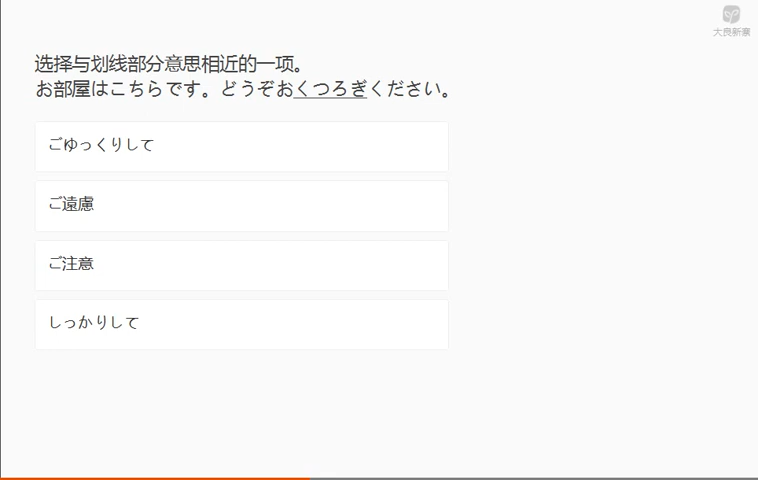 大良新寨
选择与划线部分意思相近的一项。
お部屋はこちらです。どうぞおくつろぎください。
ごゆっくりして
ご遠慮
ご注意
しっかりして